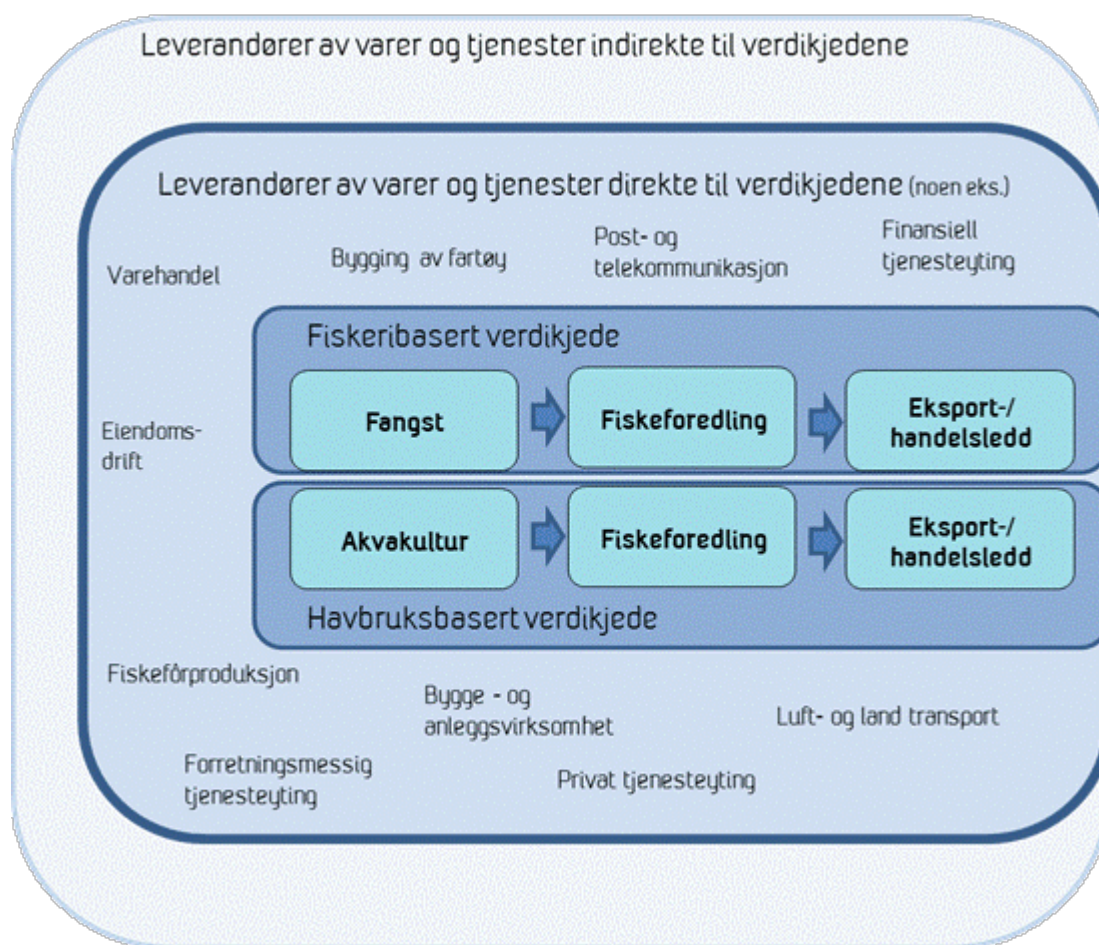 Leverandører av varer og tjenester indirekte til verdikjedene
Leverandører av varer og tjenester direkte til verdikjedene (noen eks.)
Varehandel
Bygging av fartøy
Post- og
telekommunikasjon
Finansiell
tjenesteyting
Fiskeribasert verdikjede
Fangst
Fiskeforedling
Eksport-/
handelsledd
Eiendoms-
drift
Akvakultur
Fiskeforedling
Eksport-/
handelsledd
Havbruksbasert verdikjede
Fiskefôrproduksjon
Bygge - og
anleggsvirksomhet
Luft- og land transport
Forretningsmessig
tjenesteyting
Privat tjenesteyting